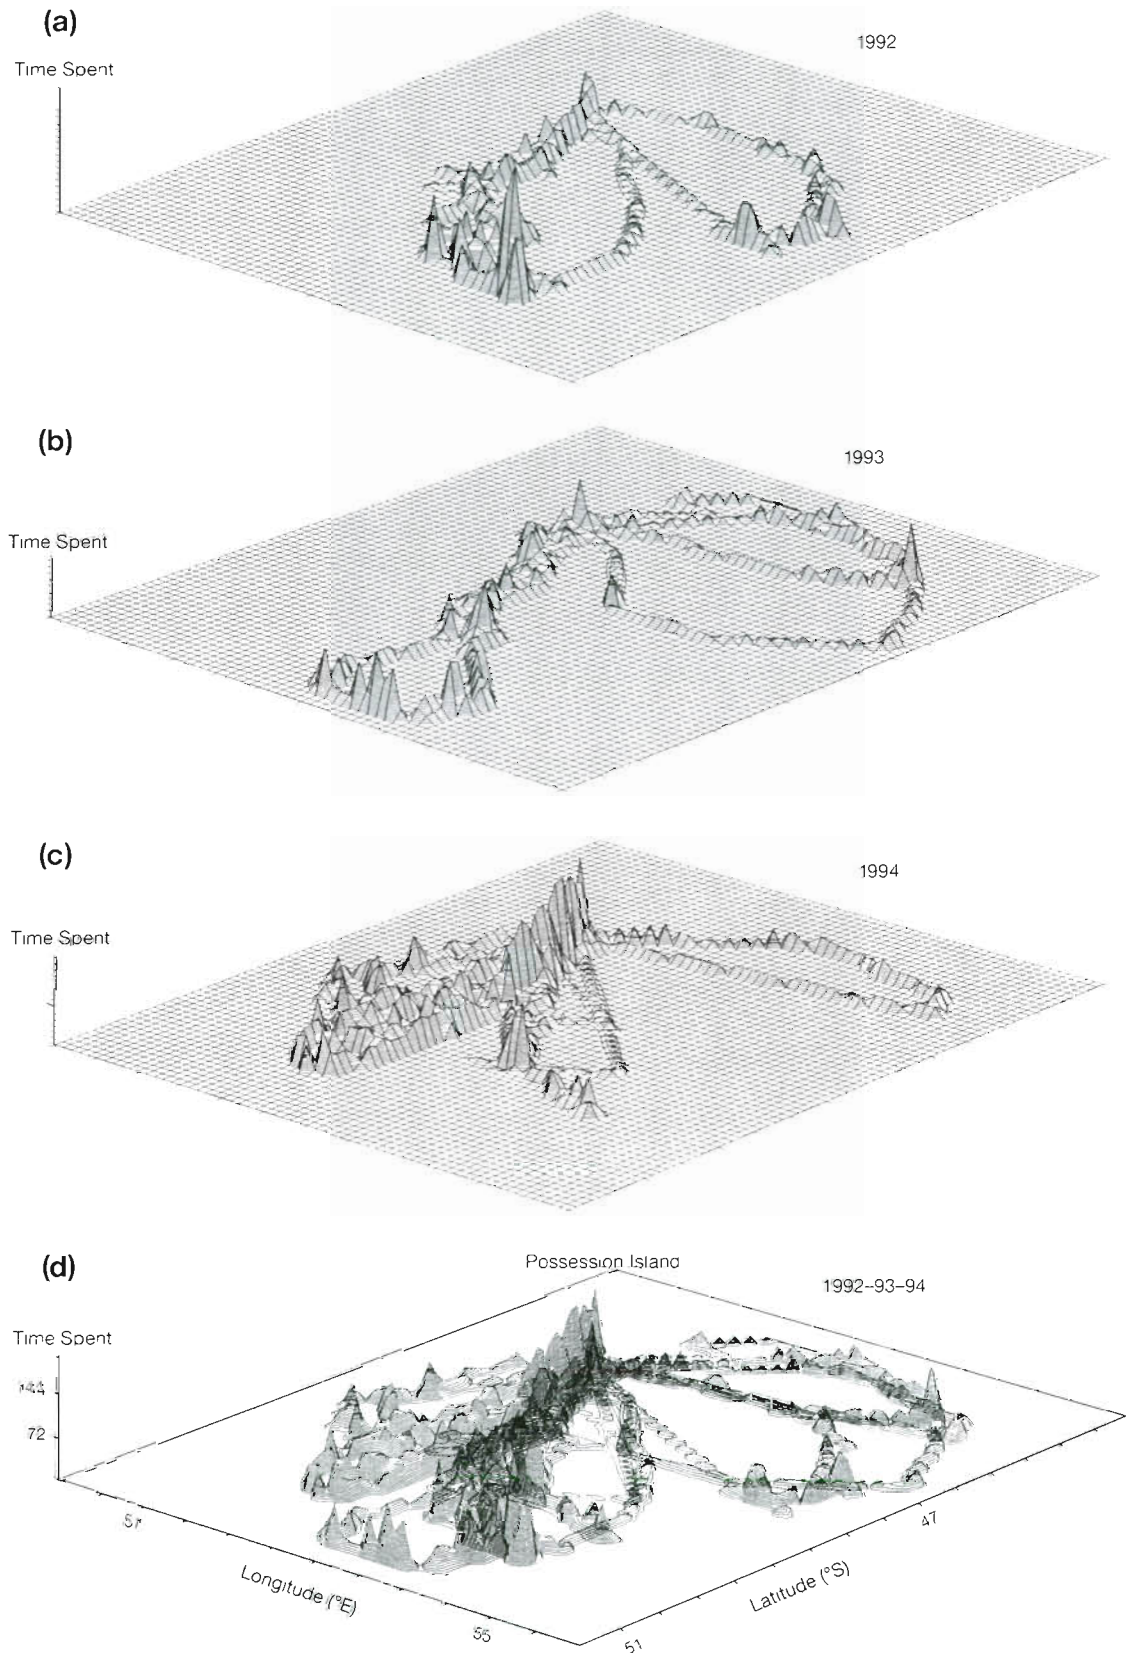 (a)
1992
Time Spent
(b)
1993
Time Spent
(c)
1994
Time Spent
(d)
Possession Island
1992-93-94
Time Spent
144
72
51
Longitude (°E)
55
51
Latitude (°S)
47